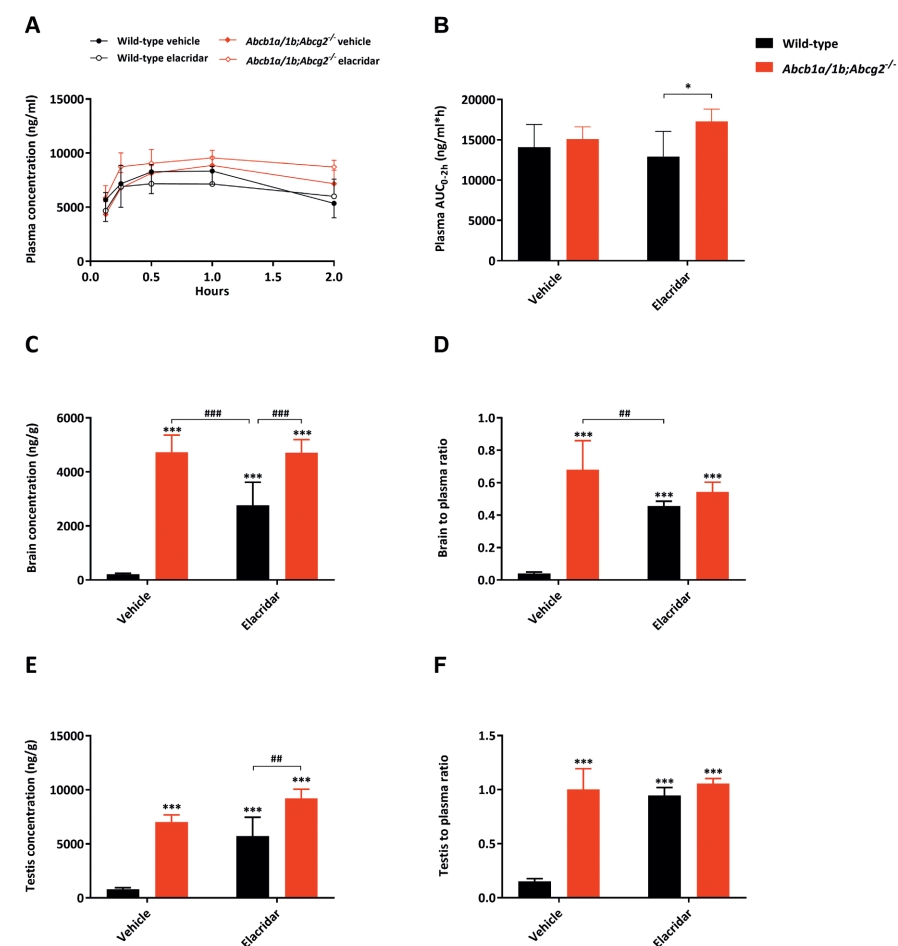 A
Wild-type vehicle
Abcb1a/1b;Abcg2-/- vehicle
Wild-type elacridar
Abcb1a/1b;Abcg2-/- elacridar
Plasma concentration (ng/ml)
15000
10000
5000
0
0.0
0.5
1.0
1.5
2.0
Hours
B
Wild-type
Abcb1a/1b;Abcg2-/-
Plasma AUC0-2h (ng/ml*h)
20000
15000
10000
5000
0
*
Vehicle
Elacridar
C
Brain concentration (ng/g)
6000
4000
2000
0
###
###
***
***
***
Vehicle
Elacridar
D
Brain to plasma ratio
1.0
0.8
0.6
0.4
0.2
0.0
##
***
***
***
Vehicle
Elacridar
E
Testis concentration (ng/g)
15000
10000
5000
0
##
***
***
***
Vehicle
Elacridar
F
Testis to plasma ratio
1.5
1.0
0.5
0.0
***
***
***
Vehicle
Elacridar